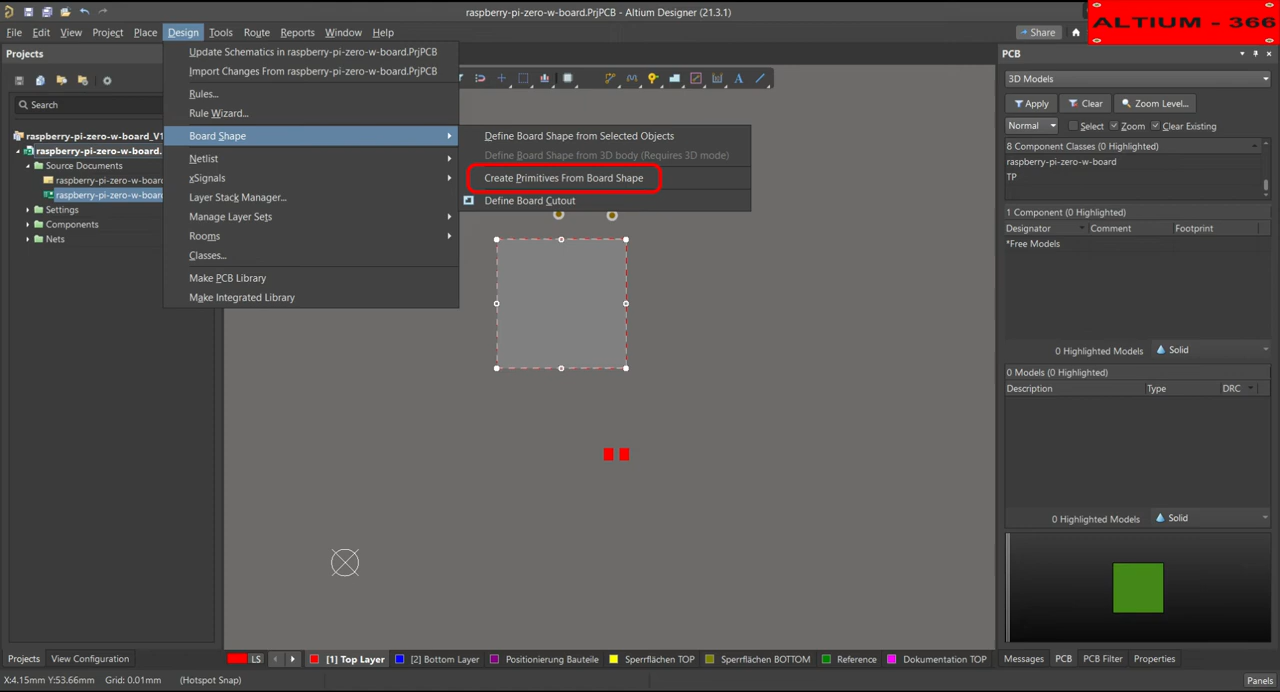 raspberry-pi-zero-w-board.PrjPCB - Altium Designer (21.3.1)
ALTIUM - 366
File Edit View Project Place Design Tools Route Reports Window Help
Share
Projects
Search
raspberry-pi-zero-w-board_V1
raspberry-pi-zero-w-board.
Source Documents
raspberry-pi-zero-w-board
raspberry-pi-zero-w-board
Settings
Components
Nets
Update Schematics in raspberry-pi-zero-w-board.PrjPCB
Import Changes From raspberry-pi-zero-w-board.PrjPCB
Rules...
Rule Wizard...
Board Shape
Netlist
xSignals
Layer Stack Manager...
Manage Layer Sets
Rooms
Classes...
Make PCB Library
Make Integrated Library
Define Board Shape from Selected Objects
Define Board Shape from 3D body (Requires 3D mode)
Create Primitives From Board Shape
Define Board Cutout
PCB
3D Models
Apply Clear Zoom Level...
Normal Select Zoom Clear Existing
8 Component Classes (0 Highlighted)
raspberry-pi-zero-w-board
TP
1 Component (0 Highlighted)
Designator Comment Footprint
*Free Models
0 Highlighted Models Solid
0 Models (0 Highlighted)
Description Type DRC
0 Highlighted Models Solid
Projects View Configuration
LS [1] Top Layer [2] Bottom Layer Positionierung Bauteile Sperrflächen TOP Sperrflächen BOTTOM Reference Dokumentation TOP
Messages PCB PCB Filter Properties
X:4.15mm Y:53.66mm Grid: 0.01mm (Hotspot Snap)
Panels